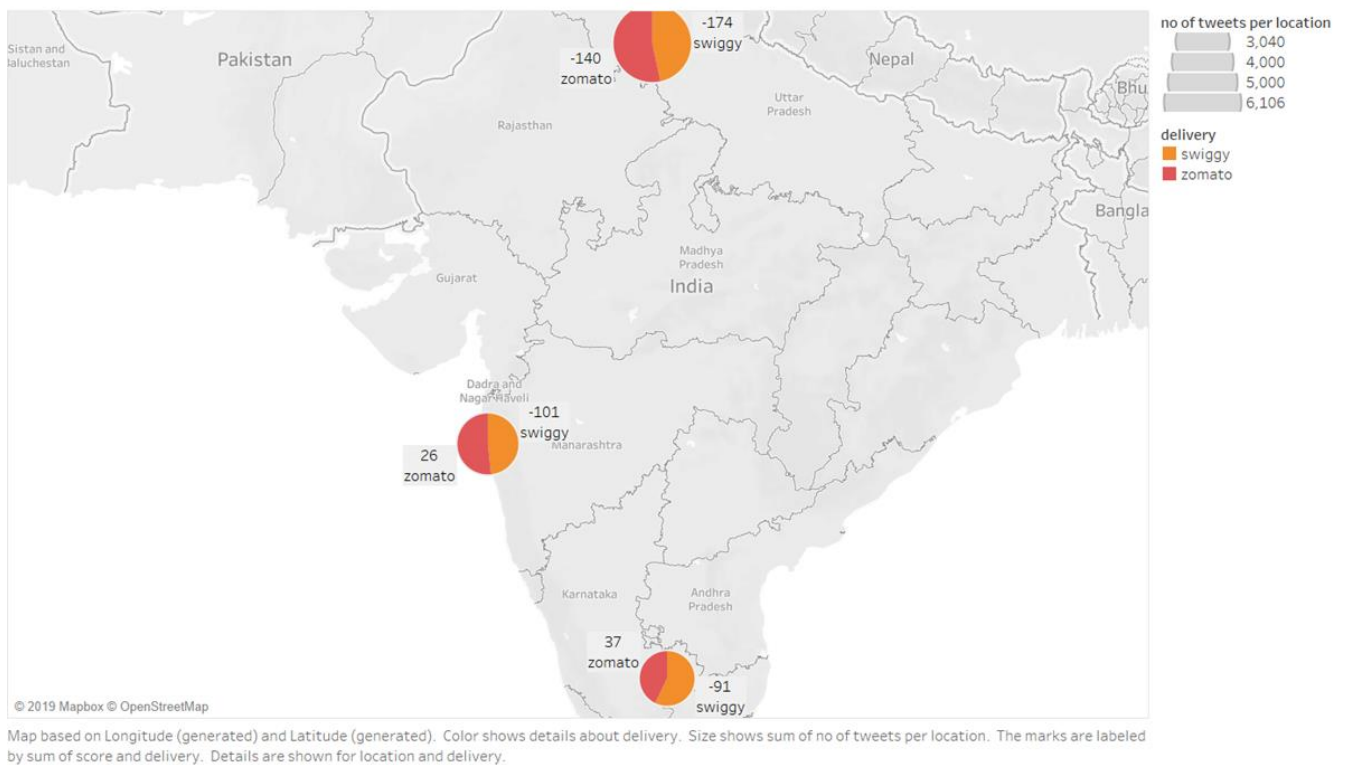 -174
swiggy
-140
zomato
Sistan and
Pakistan
Nepal
Bhu
Uttar
Pradesh
Rajasthan
Bangla
Madhya
Pradesh
India
Gujarat
Dadra and
Nagar Haveli
-101
swiggy
Maharashtra
26
zomato
Karnataka
Andhra
Pradesh
37
zomato
-91
swiggy
© 2019 Mapbox © OpenStreetMap
no of tweets per location
3,040
4,000
5,000
6,106
delivery
swiggy
zomato
Map based on Longitude (generated) and Latitude (generated). Color shows details about delivery. Size shows sum of no of tweets per location. The marks are labeled
by sum of score and delivery. Details are shown for location and delivery.